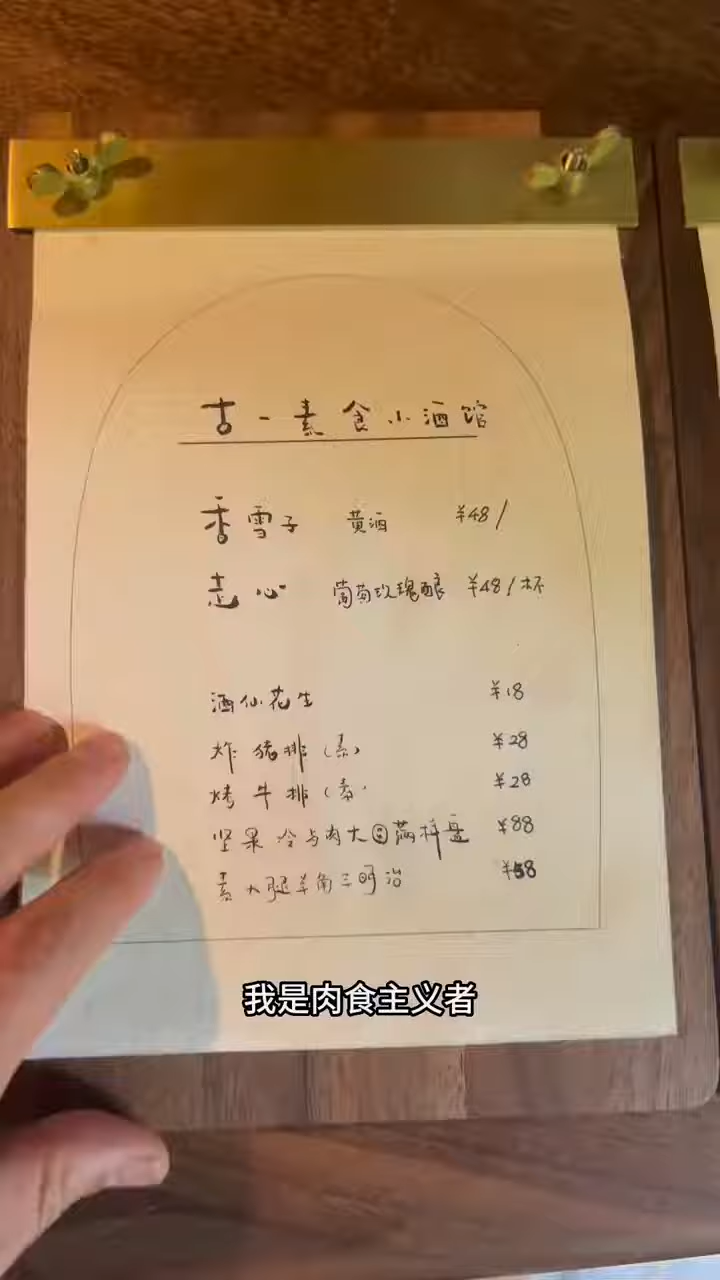 古一素食小酒馆
香雪子 黄酒 ¥48/
志心 葡萄玫瑰酿 ¥48/杯
酒仙花生 ¥18
炸猪排(素) ¥28
烤牛排(素) ¥28
坚果冷与肉大圆满拼盘 ¥88
素火腿羊角三明治 ¥58
我是肉食主义者